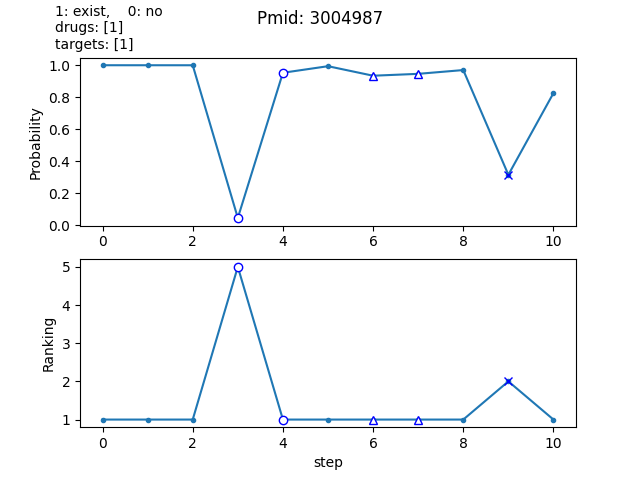 1: exist,    0: no
drugs: [1]
targets: [1]
Pmid: 3004987
Probability
1.0
0.8
0.6
0.4
0.2
0.0
0 2 4 6 8 10
Ranking
5
4
3
2
1
0 2 4 6 8 10
step